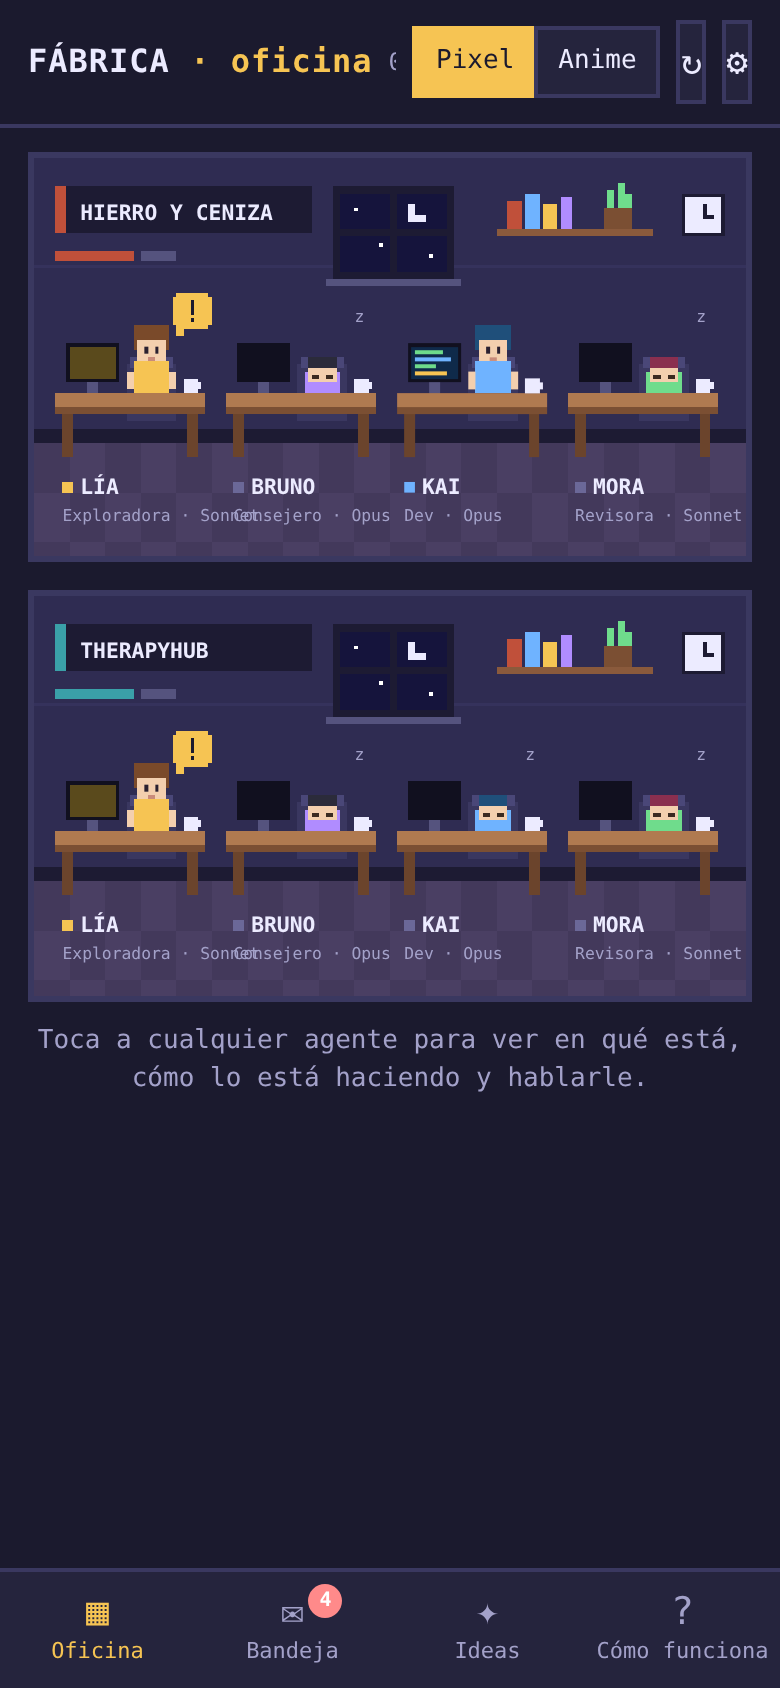 FÁBRICA · oficina
Pixel
Anime
↻
⚙
HIERRO Y CENIZA
!
z
z
LÍA
BRUNO
KAI
MORA
Exploradora · Sonnet
Consejero · Opus
Dev · Opus
Revisora · Sonnet
THERAPYHUB
!
z
z
z
LÍA
BRUNO
KAI
MORA
Exploradora · Sonnet
Consejero · Opus
Dev · Opus
Revisora · Sonnet
Toca a cualquier agente para ver en qué está,
cómo lo está haciendo y hablarle.
4
?
Oficina
Bandeja
Ideas
Cómo funciona